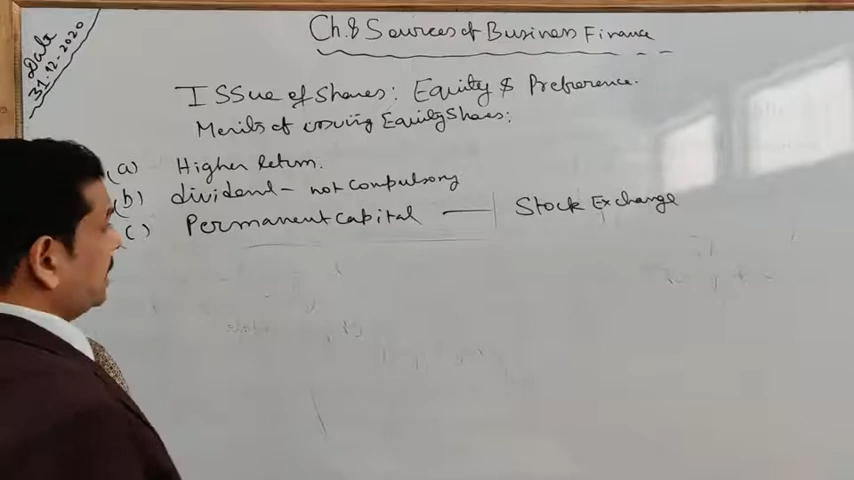 Date
31-12-2020
Ch.8 Sources of Business Finance
Issue of Shares: Equity & Preference.
Merits of issuing Equity Shares:
(a) Higher return.
(b) dividend - not compulsory
(c) Permanent capital — Stock Exchange